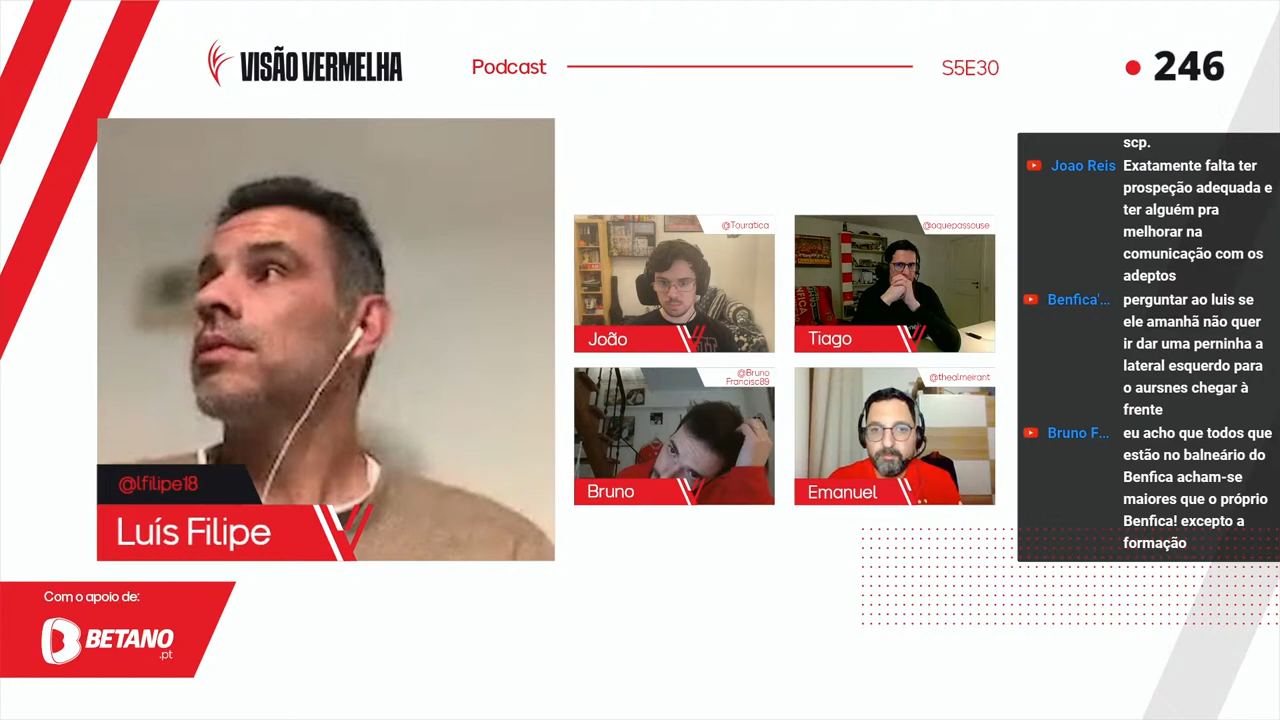 VISÃO VERMELHA
Podcast
S5E30
246
@lfilipe18
Luís Filipe
@Touratica
João
@oquepassouse
Tiago
@Bruno
Francisc89
Bruno
@thealmeirant
Emanuel
scp.
Joao Reis Exatamente falta ter
prospeção adequada e
ter alguém pra
melhorar na
comunicação com os
adeptos
Benfica'... perguntar ao luis se
ele amanhã não quer
ir dar uma perninha a
lateral esquerdo para
o aursnes chegar à
frente
Bruno F... eu acho que todos que
estão no balneário do
Benfica acham-se
maiores que o próprio
Benfica! excepto a
formação
Com o apoio de:
BETANO
.pt